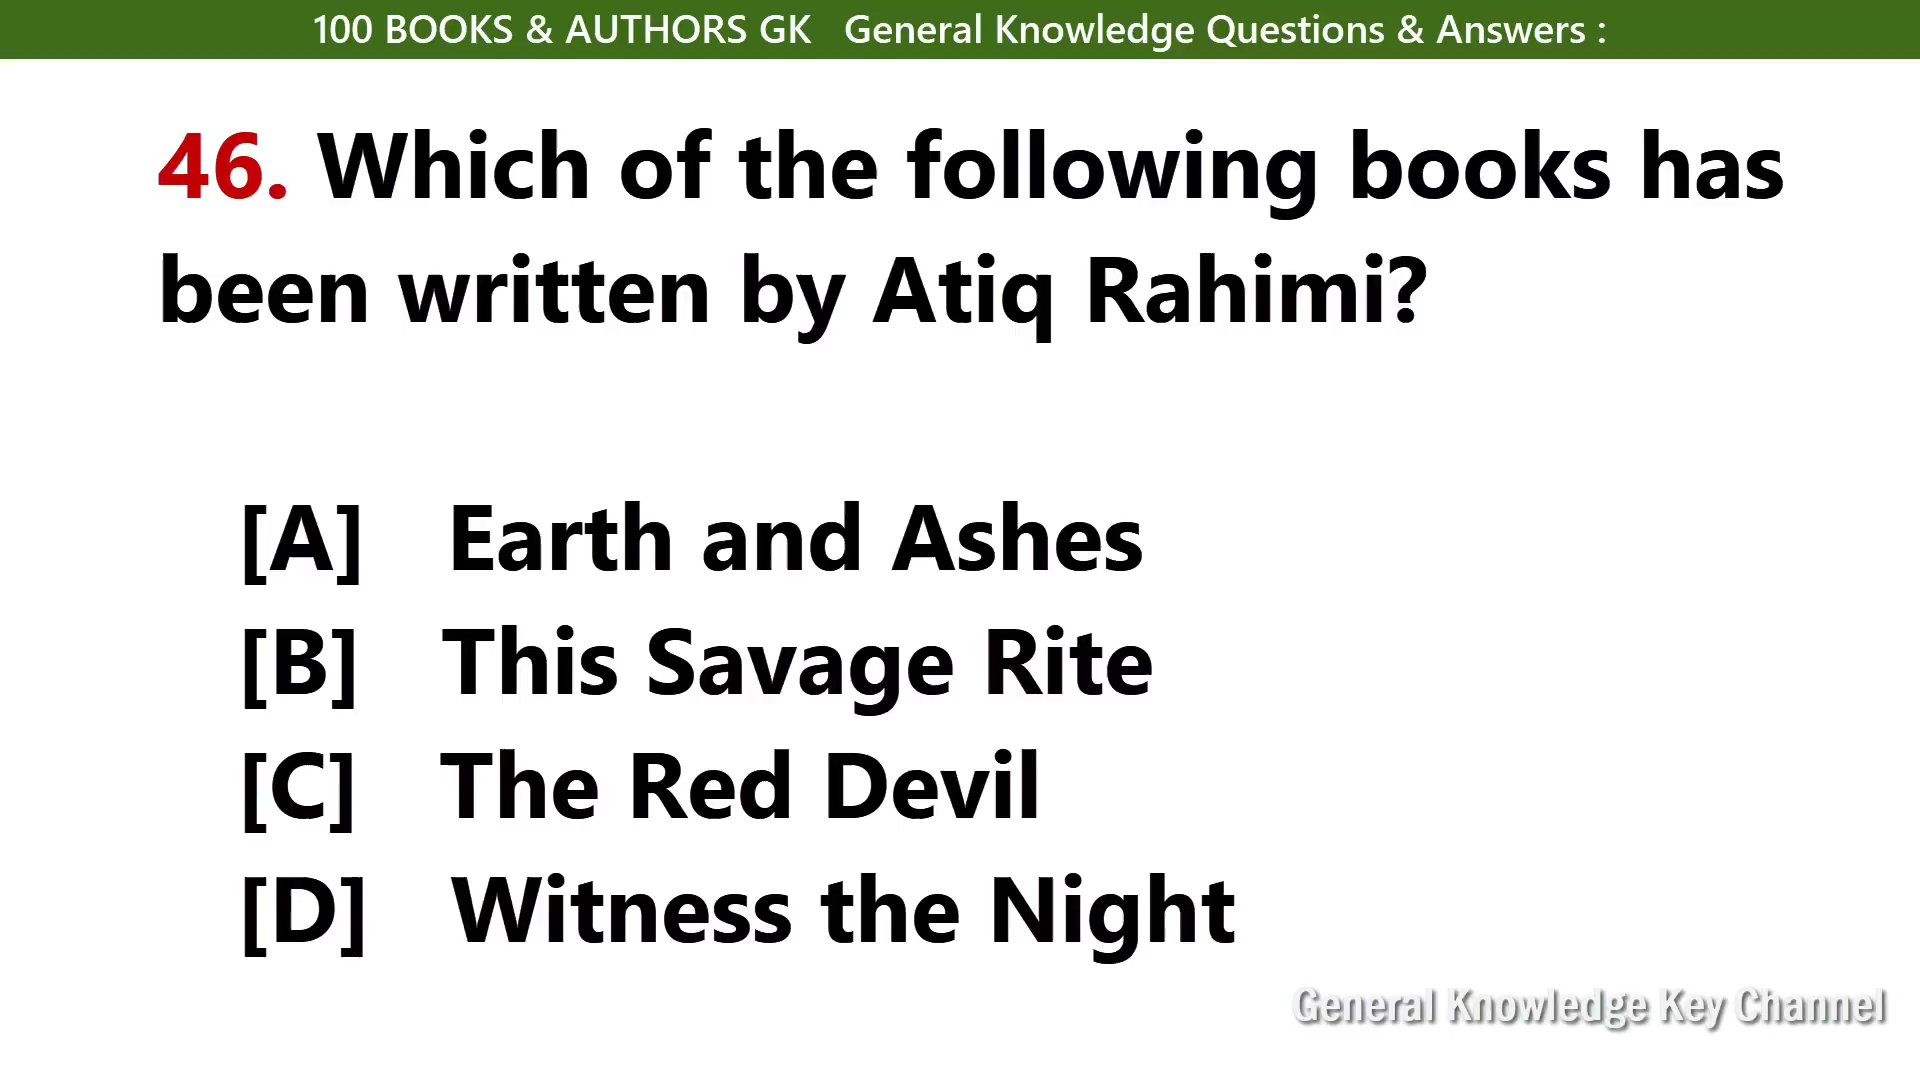 100 BOOKS & AUTHORS GK General Knowledge Questions & Answers :
46. Which of the following books has
been written by Atiq Rahimi?
[A] Earth and Ashes
[B] This Savage Rite
[C] The Red Devil
[D] Witness the Night
General Knowledge Key Channel